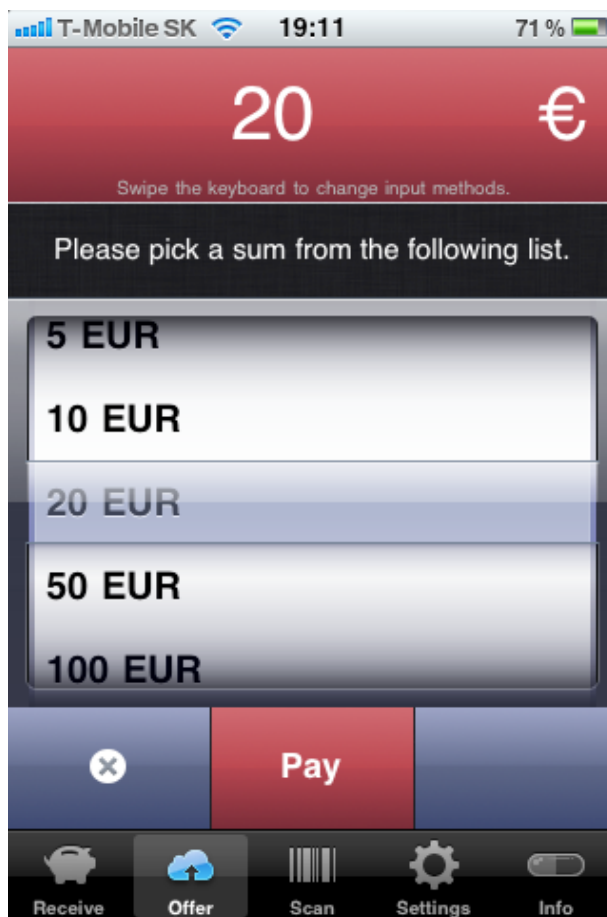 T-Mobile SK 19:11 71 %
20 €
Swipe the keyboard to change input methods.
Please pick a sum from the following list.
5 EUR
10 EUR
20 EUR
50 EUR
100 EUR
Pay
Receive Offer Scan Settings Info